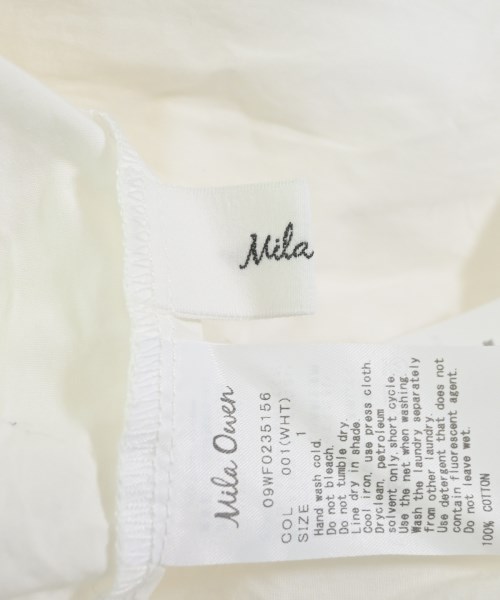 Mila
Mila Owen
09WF0235156
COL 001(WHT)
SIZE 1
Hand wash cold.
Do not bleach.
Do not tumble dry.
Line dry in shade.
Cool iron, use press cloth.
Dryclean, petroleum
solvent only, short cycle.
Use the net when washing.
Wash the laundry separately
from other laundry.
Use detergent that does not
contain fluorescent agent.
Do not leave wet.
100% COTTON